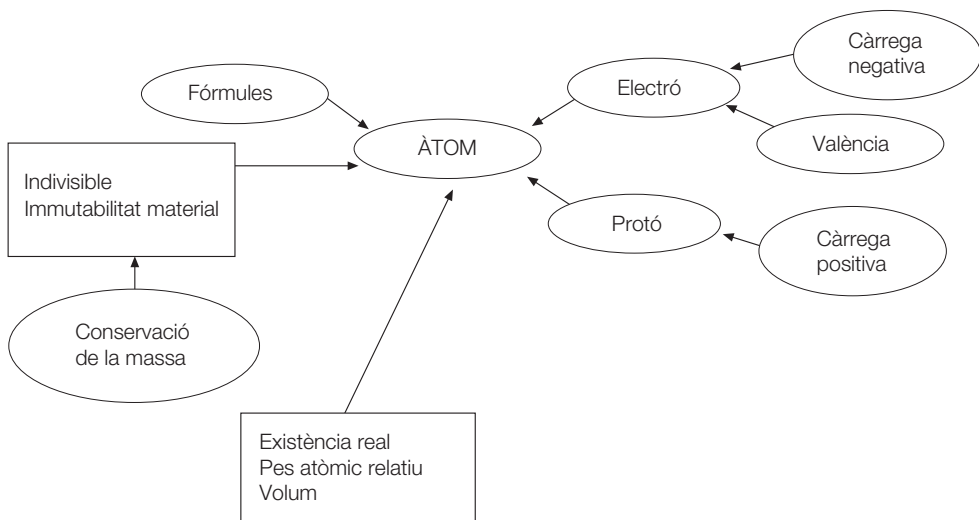 Càrrega
negativa
Fórmules
Electró
ÀTOM
València
Indivisible
Immutabilitat material
Protó
Càrrega
positiva
Conservació
de la massa
Existència real
Pes atòmic relatiu
Volum